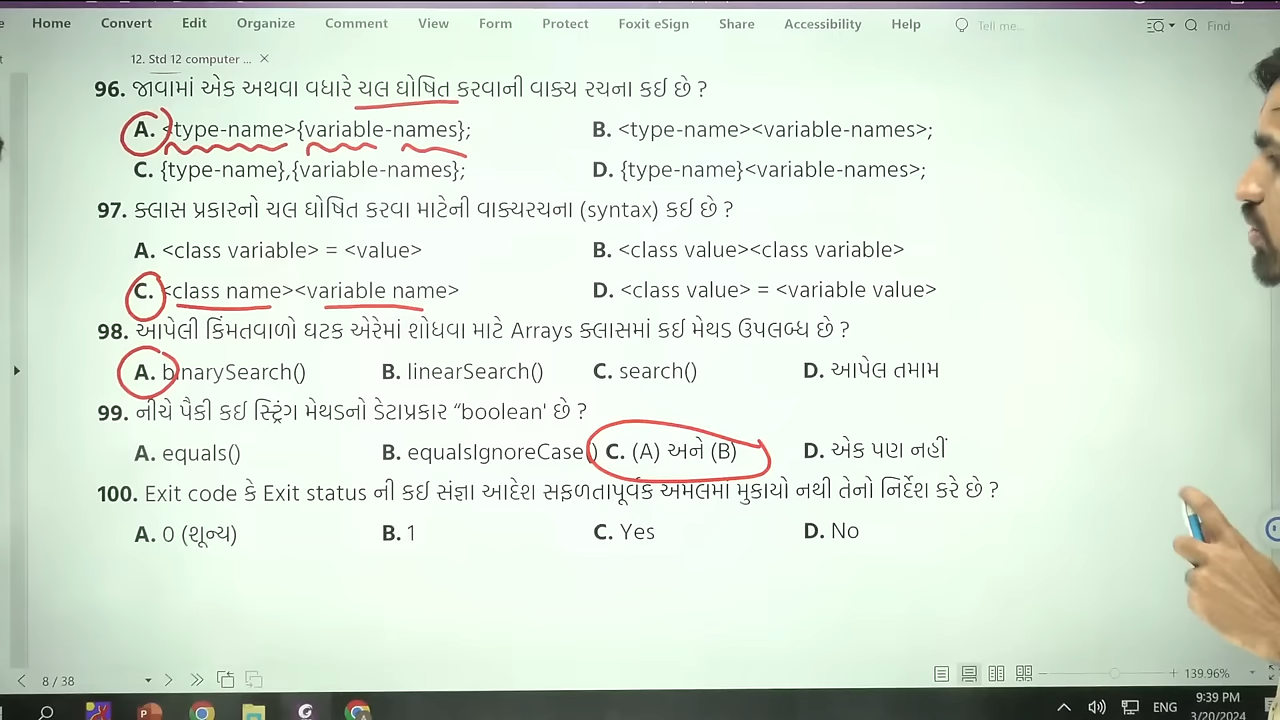 Home Convert Edit Organize Comment View Form Protect Foxit eSign Share Accessibility Help Tell me... Find
12. Std 12 computer ... ×
96. જાવામાં એક અથવા વધારે ચલ ઘોષિત કરવાની વાક્ય રચના કઈ છે ?
A. <type-name>{variable-names}; B. <type-name><variable-names>;
C. {type-name},{variable-names}; D. {type-name}<variable-names>;
97. ક્લાસ પ્રકારનો ચલ ઘોષિત કરવા માટેની વાક્યરચના (syntax) કઈ છે ?
A. <class variable> = <value> B. <class value><class variable>
C. <class name><variable name> D. <class value> = <variable value>
98. આપેલી કિંમતવાળો ઘટક એરેમાં શોધવા માટે Arrays ક્લાસમાં કઈ મેથડ ઉપલબ્ધ છે ?
A. binarySearch() B. linearSearch() C. search() D. આપેલ તમામ
99. નીચે પૈકી કઈ સ્ટ્રિંગ મેથડનો ડેટાપ્રકાર “boolean' છે ?
A. equals() B. equalsIgnoreCase() C. (A) અને (B) D. એક પણ નહીં
100. Exit code કે Exit status ની કઈ સંજ્ઞા આદેશ સફળતાપૂર્વક અમલમાં મુકાયો નથી તેનો નિર્દેશ કરે છે ?
A. 0 (શૂન્ય) B. 1 C. Yes D. No
8 / 38 139.96%
ENG 9:39 PM
3/20/2024